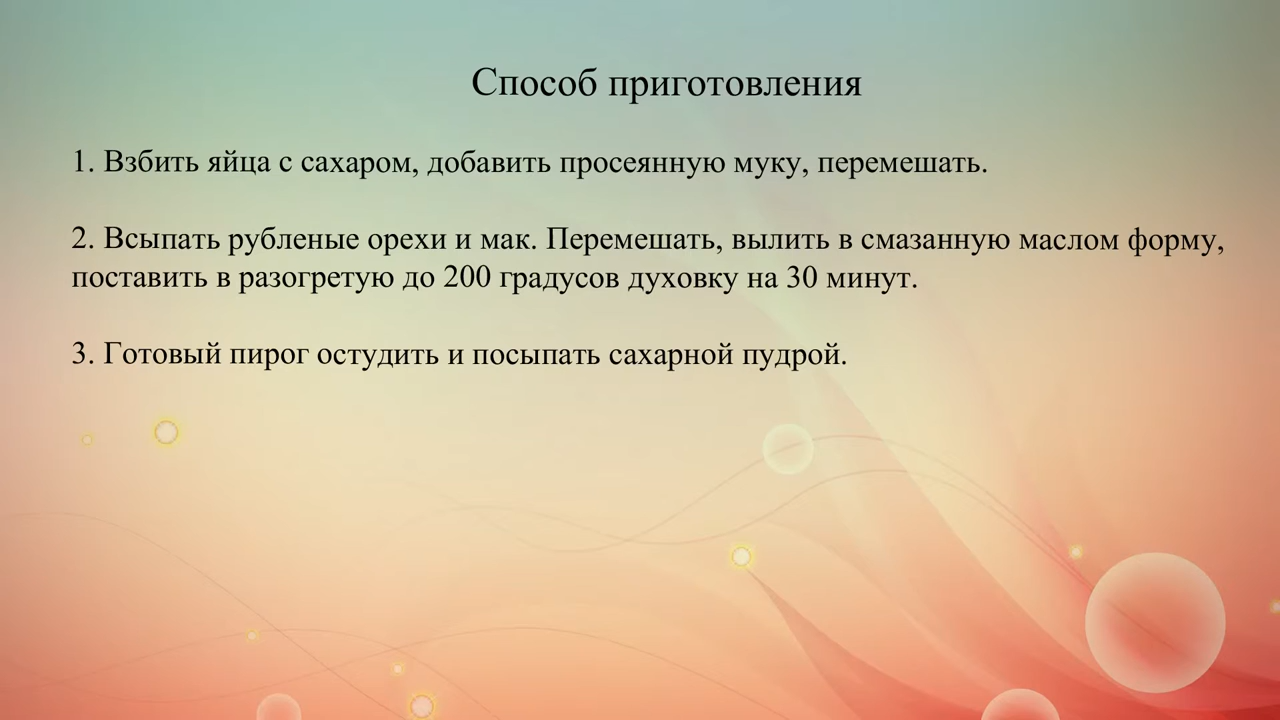 Способ приготовления
1. Взбить яйца с сахаром, добавить просеянную муку, перемешать.
2. Всыпать рубленые орехи и мак. Перемешать, вылить в смазанную маслом форму,
поставить в разогретую до 200 градусов духовку на 30 минут.
3. Готовый пирог остудить и посыпать сахарной пудрой.